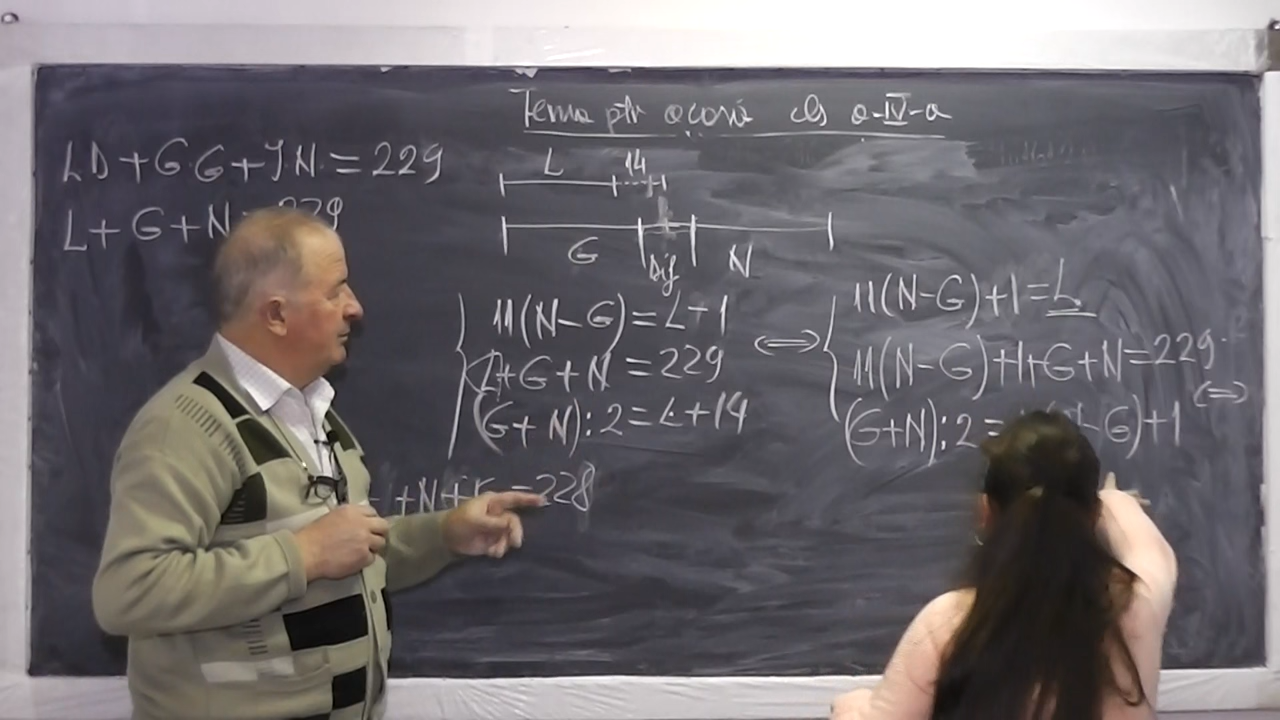 Tema ptr acasă cls a-IV-a
LD+GG+IN.=229
L+G+N=229
L 14
G Dif N
11(N-G)=L-1
L+G+N=229
(G+N):2=L+14
⇔
11(N-G)+1=L
11(N-G)+1+G+N=229
⇔
(G+N):2= -G)+1
+N+ =228